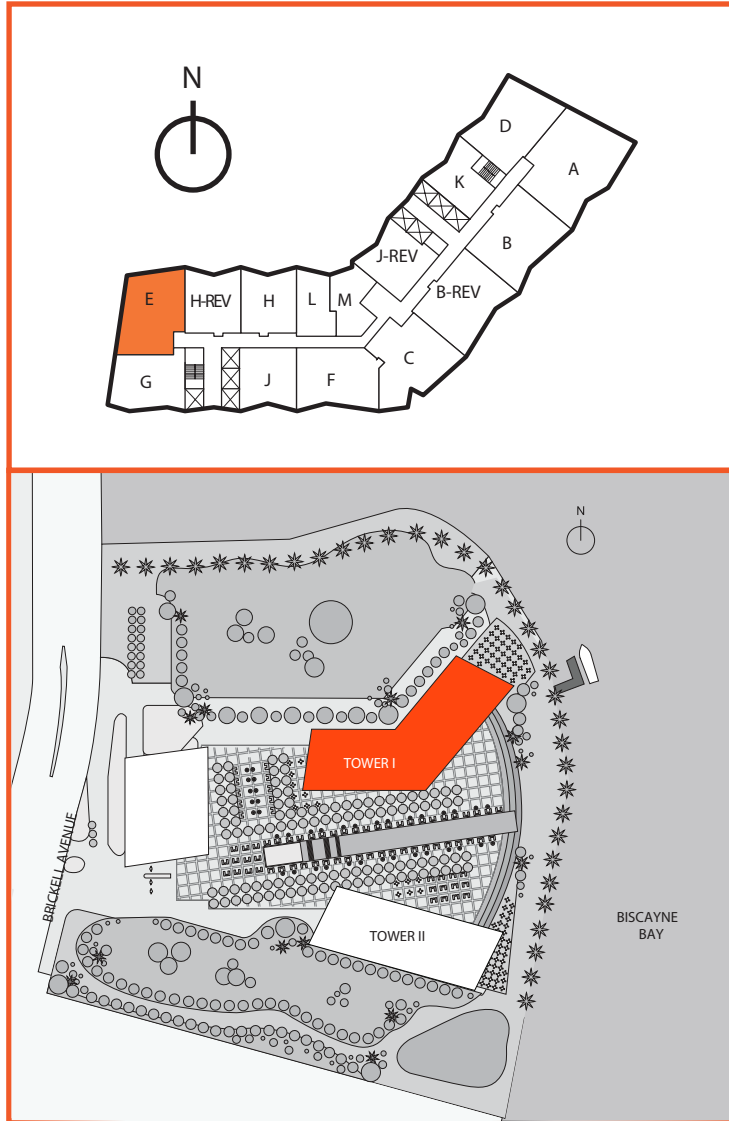 N
D
A
K
B
J-REV
B-REV
E
H-REV
H
L
M
C
G
J
F
N
TOWER I
BRICKELL AVENUE
TOWER II
BISCAYNE
BAY